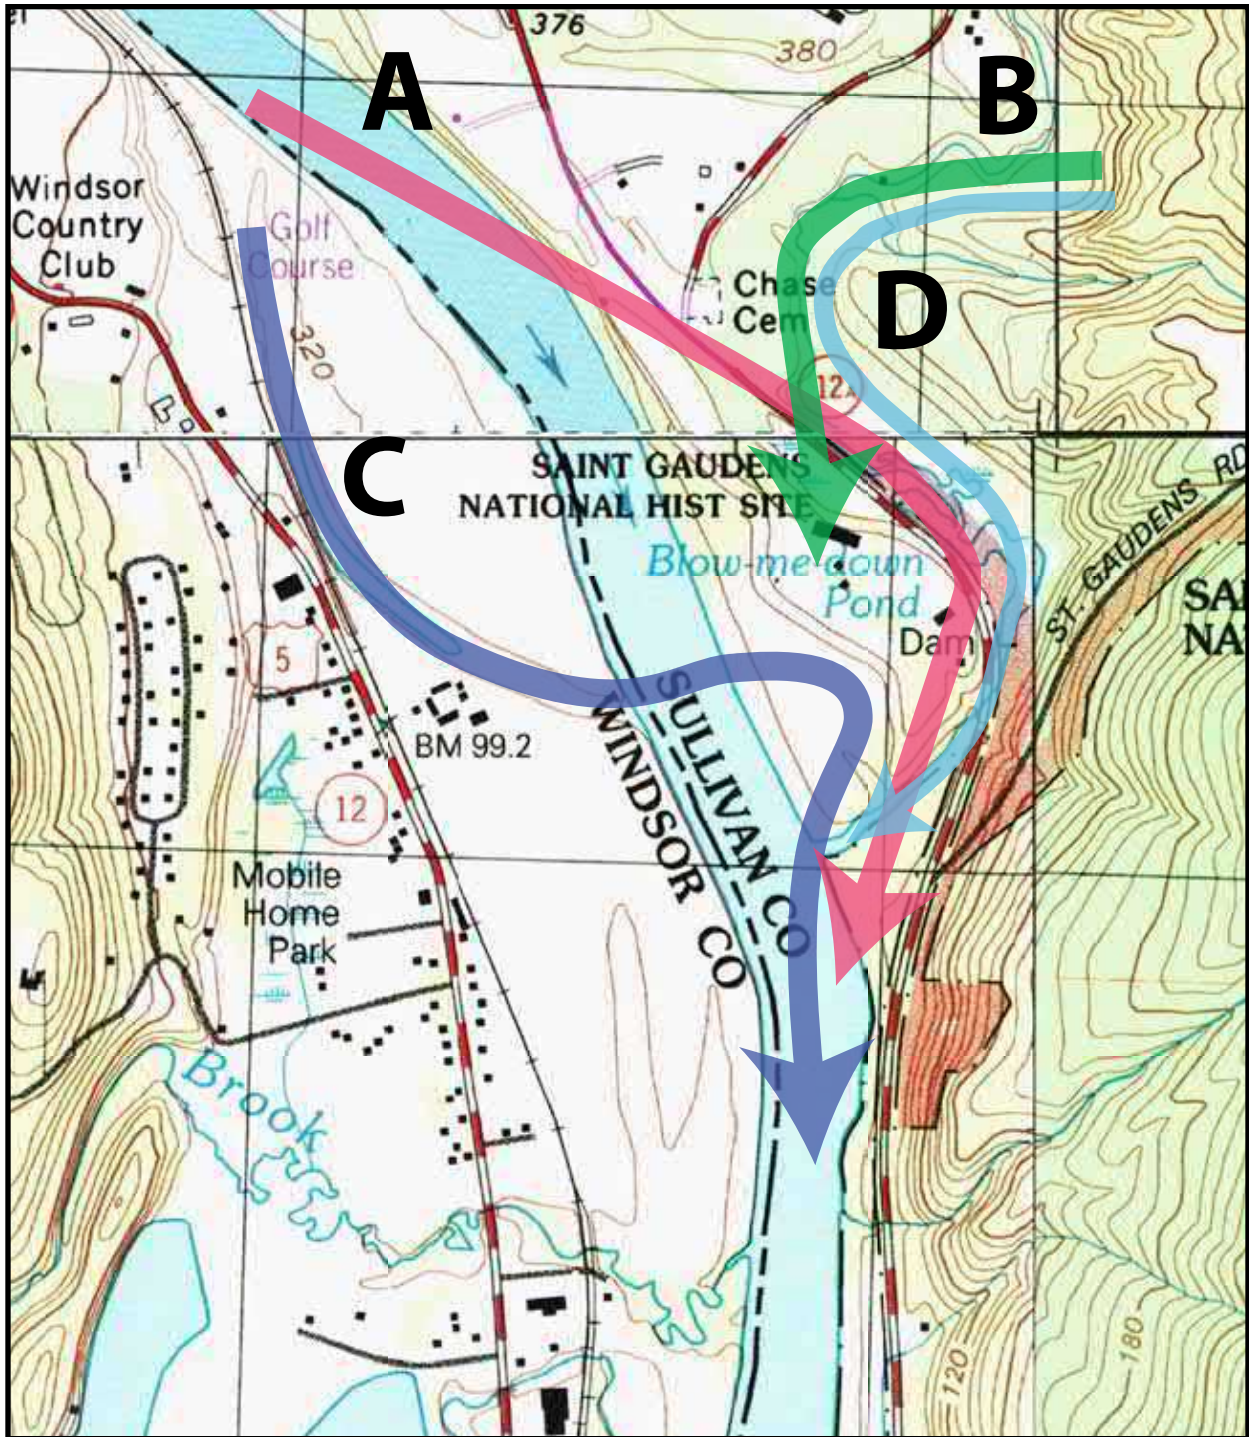 376
380
A
B
Windsor
Country
Club
Golf
Course
Chase
Cem
D
320
12A
C
SAINT GAUDENS
NATIONAL HIST SITE
ST. GAUDENS RD
Blow-me-down
Pond
Dam
5
BM 99.2
SULLIVAN CO
WINDSOR CO
12
Mobile
Home
Park
Brook
180
120